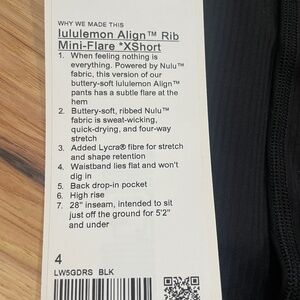 WHY WE MADE THIS
lululemon Align™ Rib
Mini-Flare *XShort
1. When feeling nothing is
everything. Powered by Nulu™
fabric, this version of our
buttery-soft lululemon Align™
pants has a subtle flare at the
hem
2. Buttery-soft, ribbed Nulu™
fabric is sweat-wicking,
quick-drying, and four-way
stretch
3. Added Lycra® fibre for stretch
and shape retention
4. Waistband lies flat and won't
dig in
5. Back drop-in pocket
6. High rise
7. 28" inseam, intended to sit
just off the ground for 5'2"
and under
4
LW5GDRS BLK